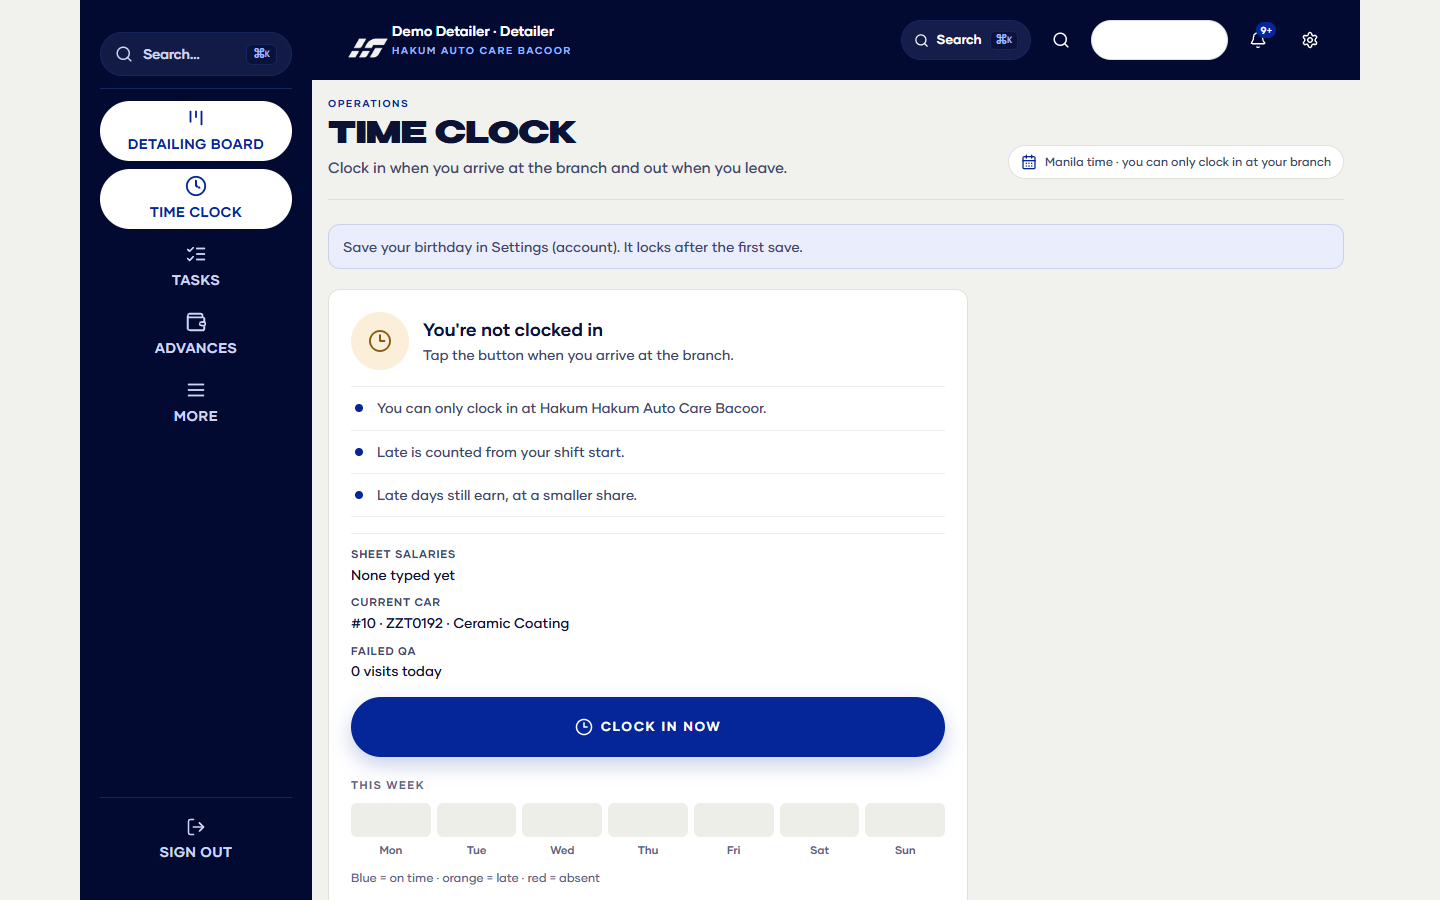 Search...
⌘K
DETAILING BOARD
TIME CLOCK
TASKS
ADVANCES
MORE
SIGN OUT
Demo Detailer · Detailer
HAKUM AUTO CARE BACOOR
Search ⌘K
9+
OPERATIONS
TIME CLOCK
Clock in when you arrive at the branch and out when you leave.
Manila time · you can only clock in at your branch
Save your birthday in Settings (account). It locks after the first save.
You're not clocked in
Tap the button when you arrive at the branch.
You can only clock in at Hakum Hakum Auto Care Bacoor.
Late is counted from your shift start.
Late days still earn, at a smaller share.
SHEET SALARIES
None typed yet
CURRENT CAR
#10 · ZZT0192 · Ceramic Coating
FAILED QA
0 visits today
CLOCK IN NOW
THIS WEEK
Mon Tue Wed Thu Fri Sat Sun
Blue = on time · orange = late · red = absent